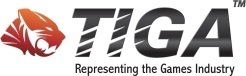 TIGA™
Representing the Games Industry